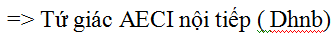 => Tứ giác AECI nội tiếp ( Dhnb)